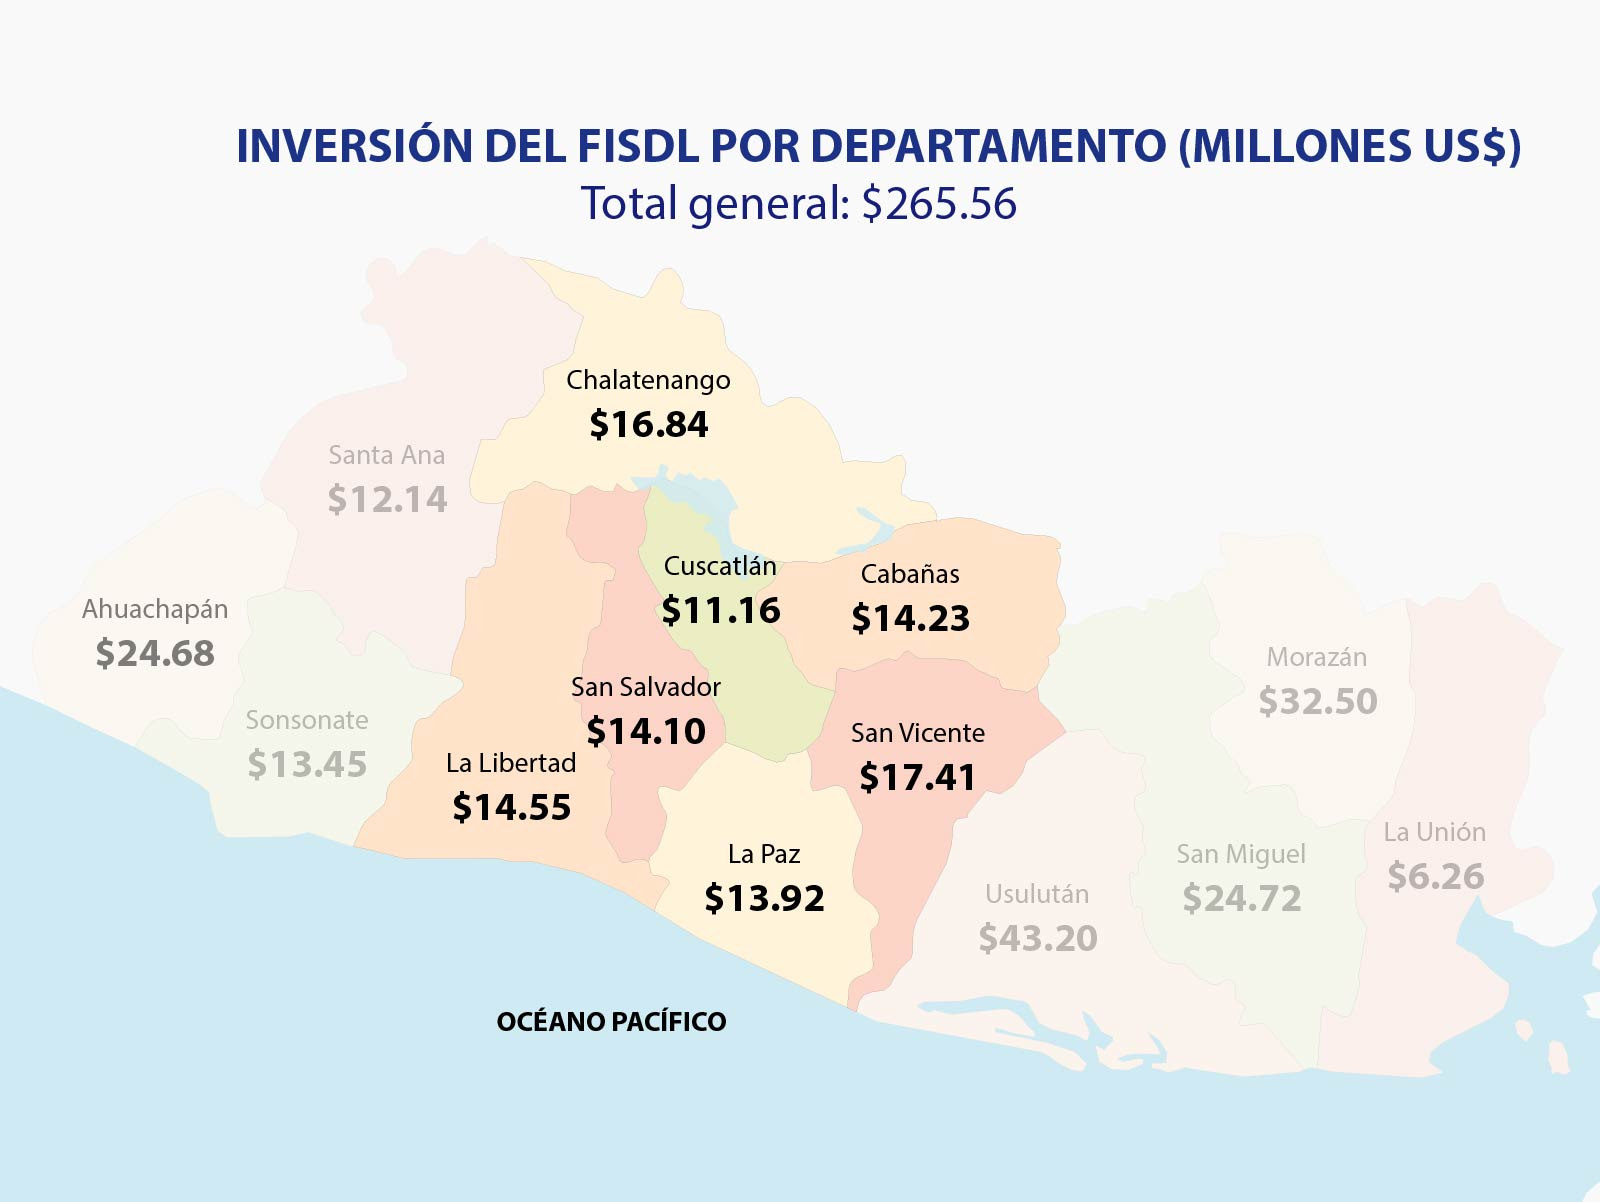 INVERSIÓN DEL FISDL POR DEPARTAMENTO (MILLONES US$)
Total general: $265.56
Chalatenango
$16.84
Santa Ana
$12.14
Ahuachapán
$24.68
Sonsonate
$13.45
La Libertad
$14.55
San Salvador
$14.10
Cuscatlán
$11.16
Cabañas
$14.23
San Vicente
$17.41
La Paz
$13.92
Usulután
$43.20
San Miguel
$24.72
Morazán
$32.50
La Unión
$6.26
OCÉANO PACÍFICO